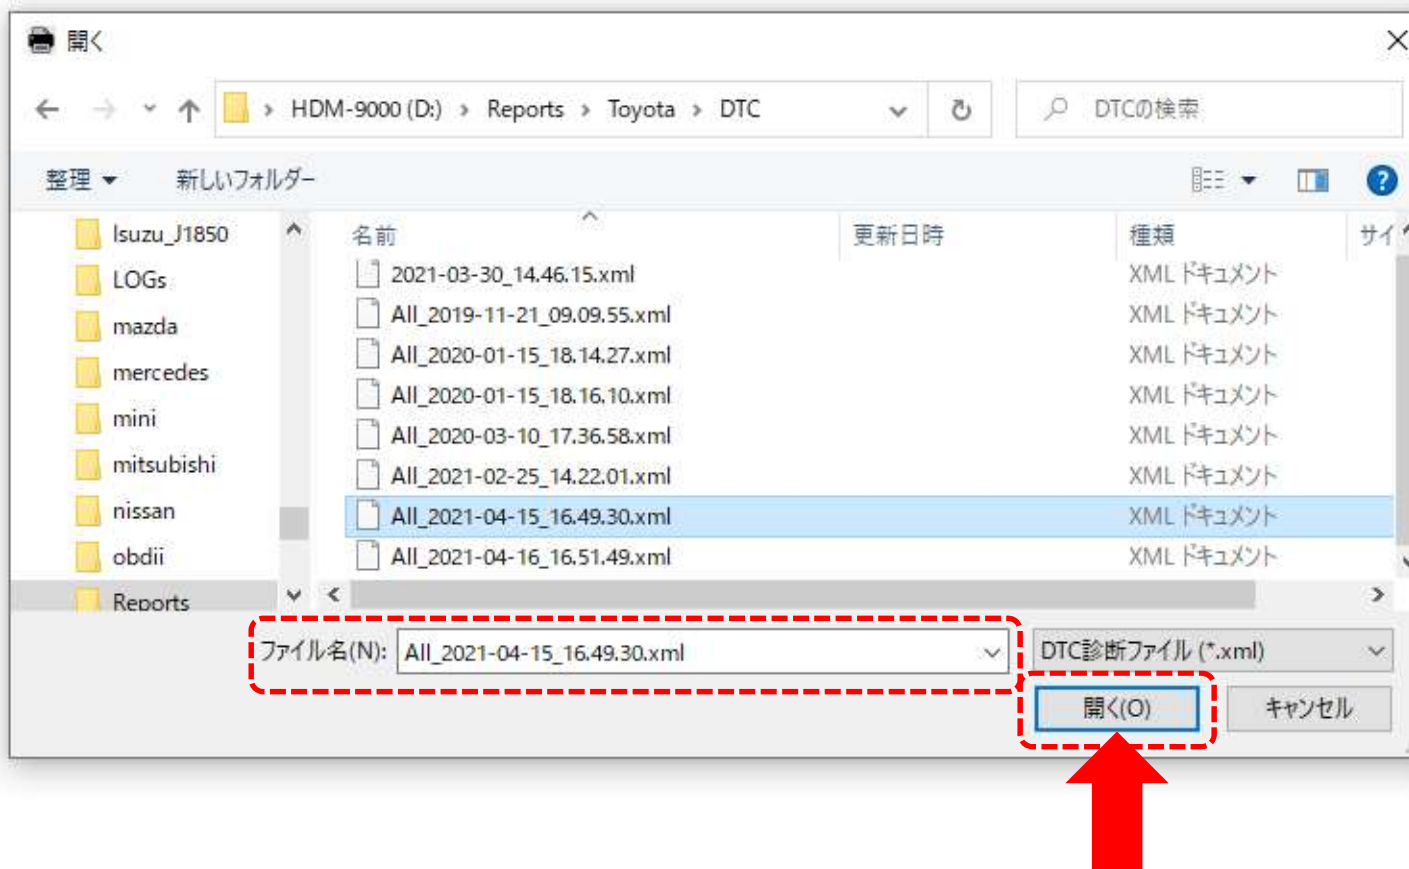 開く
HDM-9000 (D:) › Reports › Toyota › DTC
DTCの検索
整理
新しいフォルダー
Isuzu_J1850
LOGs
mazda
mercedes
mini
mitsubishi
nissan
obdii
Reports
名前 更新日時 種類 サイ
2021-03-30_14.46.15.xml XML ドキュメント
All_2019-11-21_09.09.55.xml XML ドキュメント
All_2020-01-15_18.14.27.xml XML ドキュメント
All_2020-01-15_18.16.10.xml XML ドキュメント
All_2020-03-10_17.36.58.xml XML ドキュメント
All_2021-02-25_14.22.01.xml XML ドキュメント
All_2021-04-15_16.49.30.xml XML ドキュメント
All_2021-04-16_16.51.49.xml XML ドキュメント
ファイル名(N): All_2021-04-15_16.49.30.xml
DTC診断ファイル (*.xml)
開く(O)
キャンセル